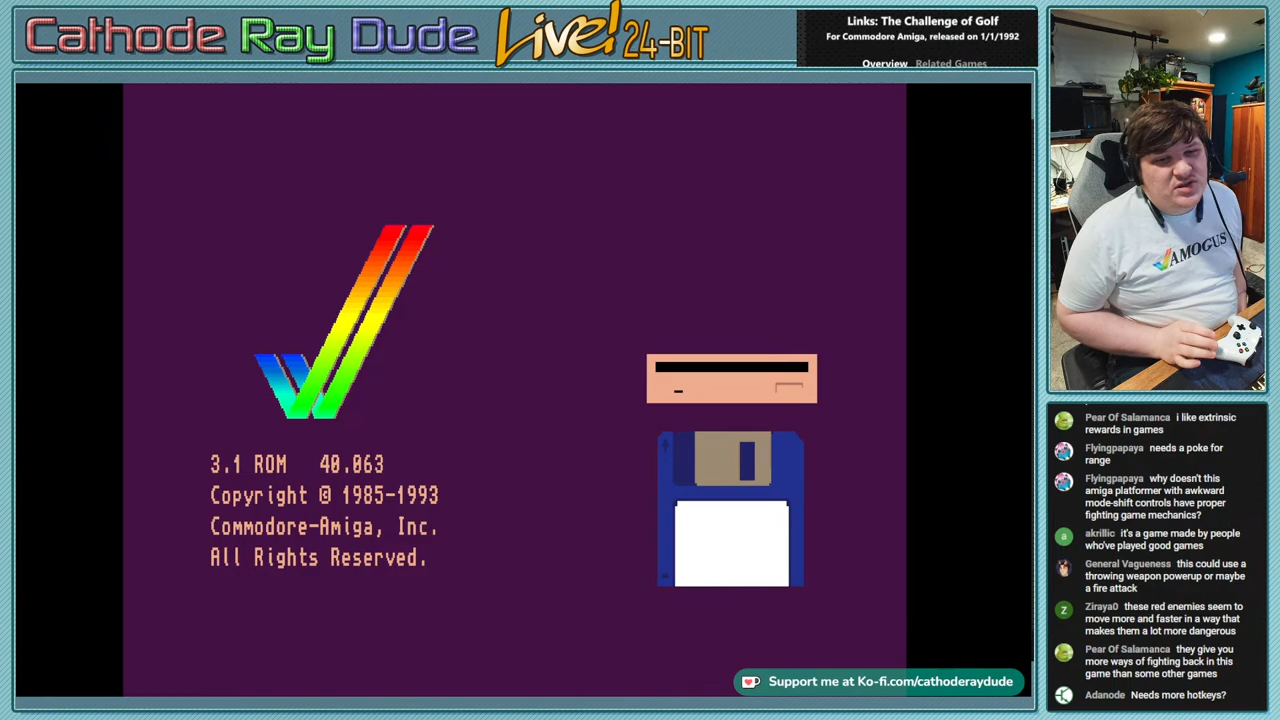 Cathode Ray Dude Live! 24-BIT
Links: The Challenge of Golf
For Commodore Amiga, released on 1/1/1992
Overview Related Games
AMOGUS
3.1 ROM 40.063
Copyright © 1985-1993
Commodore-Amiga, Inc.
All Rights Reserved.
Support me at Ko-fi.com/cathoderaydude
Pear Of Salamanca i like extrinsic
rewards in games
Flyingpapaya needs a poke for
range
Flyingpapaya why doesn't this
amiga platformer with awkward
mode-shift controls have proper
fighting game mechanics?
a
akrillic it's a game made by people
who've played good games
General Vagueness this could use a
throwing weapon powerup or maybe
a fire attack
Z
Ziraya0 these red enemies seem to
move more and faster in a way that
makes them a lot more dangerous
Pear Of Salamanca they give you
more ways of fighting back in this
game than some other games
Adanode Needs more hotkeys?